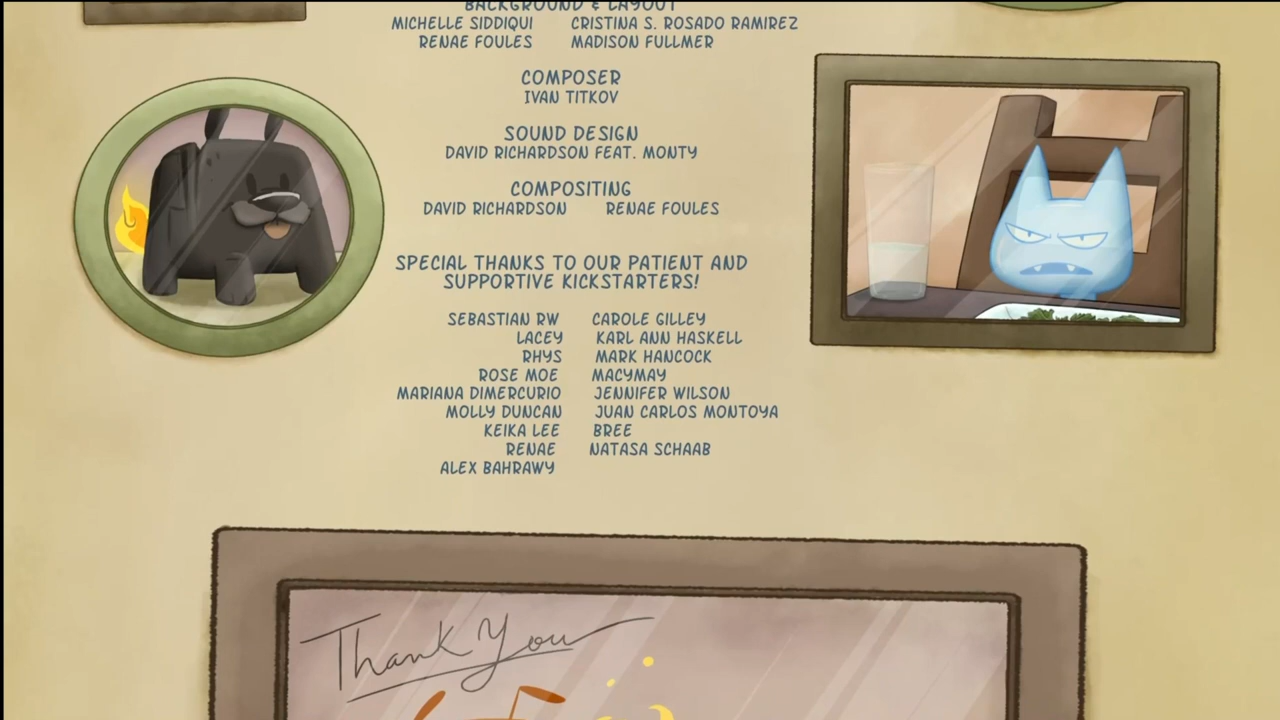 BACKGROUND & LAYOUT
MICHELLE SIDDIQUI CRISTINA S. ROSADO RAMIREZ
RENAE FOULES MADISON FULLMER
COMPOSER
IVAN TITKOV
SOUND DESIGN
DAVID RICHARDSON FEAT. MONTY
COMPOSITING
DAVID RICHARDSON RENAE FOULES
SPECIAL THANKS TO OUR PATIENT AND
SUPPORTIVE KICKSTARTERS!
SEBASTIAN RW CAROLE GILLEY
LACEY KARL ANN HASKELL
RHYS MARK HANCOCK
ROSE MOE MACYMAY
MARIANA DIMERCURIO JENNIFER WILSON
MOLLY DUNCAN JUAN CARLOS MONTOYA
KEIKA LEE BREE
RENAE NATASA SCHAAB
ALEX BAHRAWY
Thank You